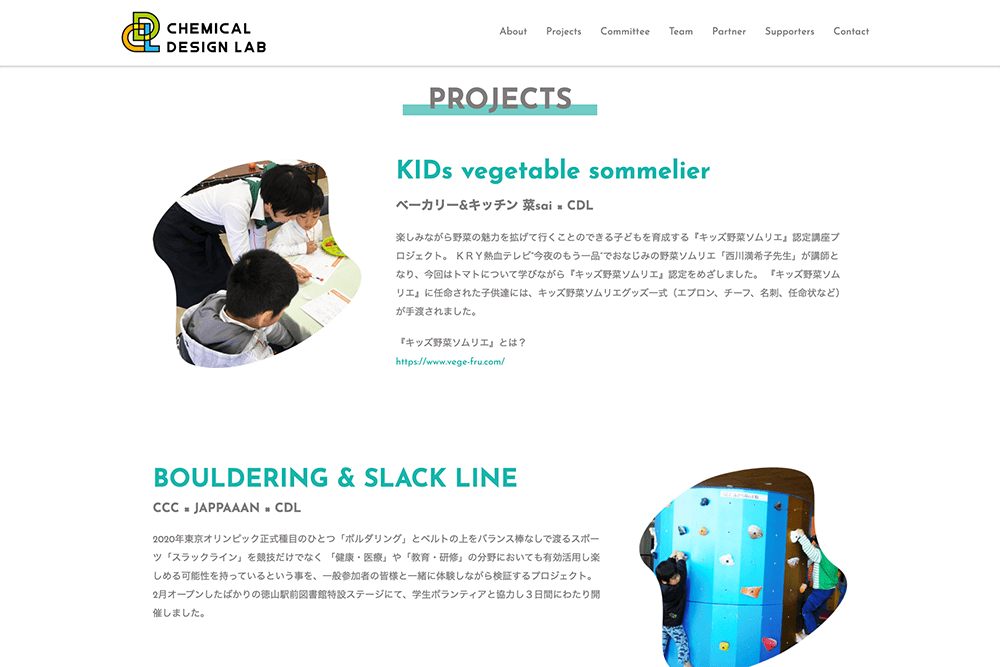 CHEMICAL
DESIGN LAB
About Projects Committee Team Partner Supporters Contact
PROJECTS
KIDs vegetable sommelier
ベーカリー&キッチン 菜sai × CDL
楽しみながら野菜の魅力を拡げて行くことのできる子どもを育成する『キッズ野菜ソムリエ』認定講座プ
ロジェクト。 ＫＲＹ熱血テレビ“今夜のもう一品”でおなじみの野菜ソムリエ「西川満希子先生」が講師と
なり、今回はトマトについて学びながら『キッズ野菜ソムリエ』認定をめざしました。 『キッズ野菜ソム
リエ』に任命された子供達には、キッズ野菜ソムリエグッズ一式（エプロン、チーフ、名刺、任命状など）
が手渡されました。
『キッズ野菜ソムリエ』とは？
https://www.vege-fru.com/
BOULDERING & SLACK LINE
CCC × JAPPAAAN × CDL
2020年東京オリンピック正式種目のひとつ「ボルダリング」とベルトの上をバランス棒なしで渡るスポー
ツ「スラックライン」を競技だけでなく 「健康・医療」や「教育・研修」の分野においても有効活用し楽
しめる可能性を持っているという事を、一般参加者の皆様と一緒に体験しながら検証するプロジェクト。
2月オープンしたばかりの徳山駅前図書館特設ステージにて、学生ボランティアと協力し３日間にわたり開
催しました。